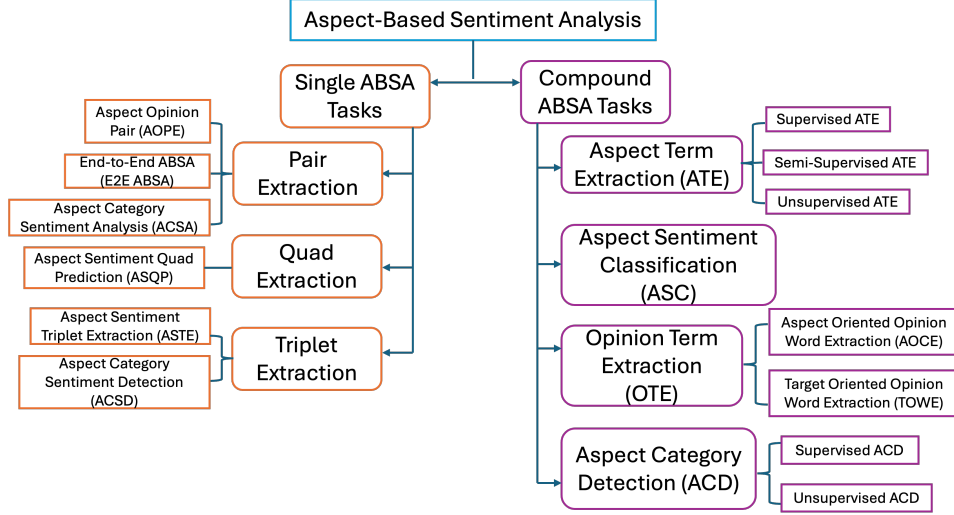 Aspect-Based Sentiment Analysis
Single ABSA
Tasks
Aspect Opinion
Pair (AOPE)
End-to-End ABSA
(E2E ABSA)
Aspect Category
Sentiment Analysis (ACSA)
Pair
Extraction
Aspect Sentiment Quad
Prediction (ASQP)
Quad
Extraction
Aspect Sentiment
Triplet Extraction (ASTE)
Aspect Category
Sentiment Detection
(ACSD)
Triplet
Extraction
Compound
ABSA Tasks
Aspect Term
Extraction (ATE)
Supervised ATE
Semi-Supervised ATE
Unsupervised ATE
Aspect Sentiment
Classification
(ASC)
Opinion Term
Extraction
(OTE)
Aspect Oriented Opinion
Word Extraction (AOCE)
Target Oriented Opinion
Word Extraction (TOWE)
Aspect Category
Detection (ACD)
Supervised ACD
Unsupervised ACD